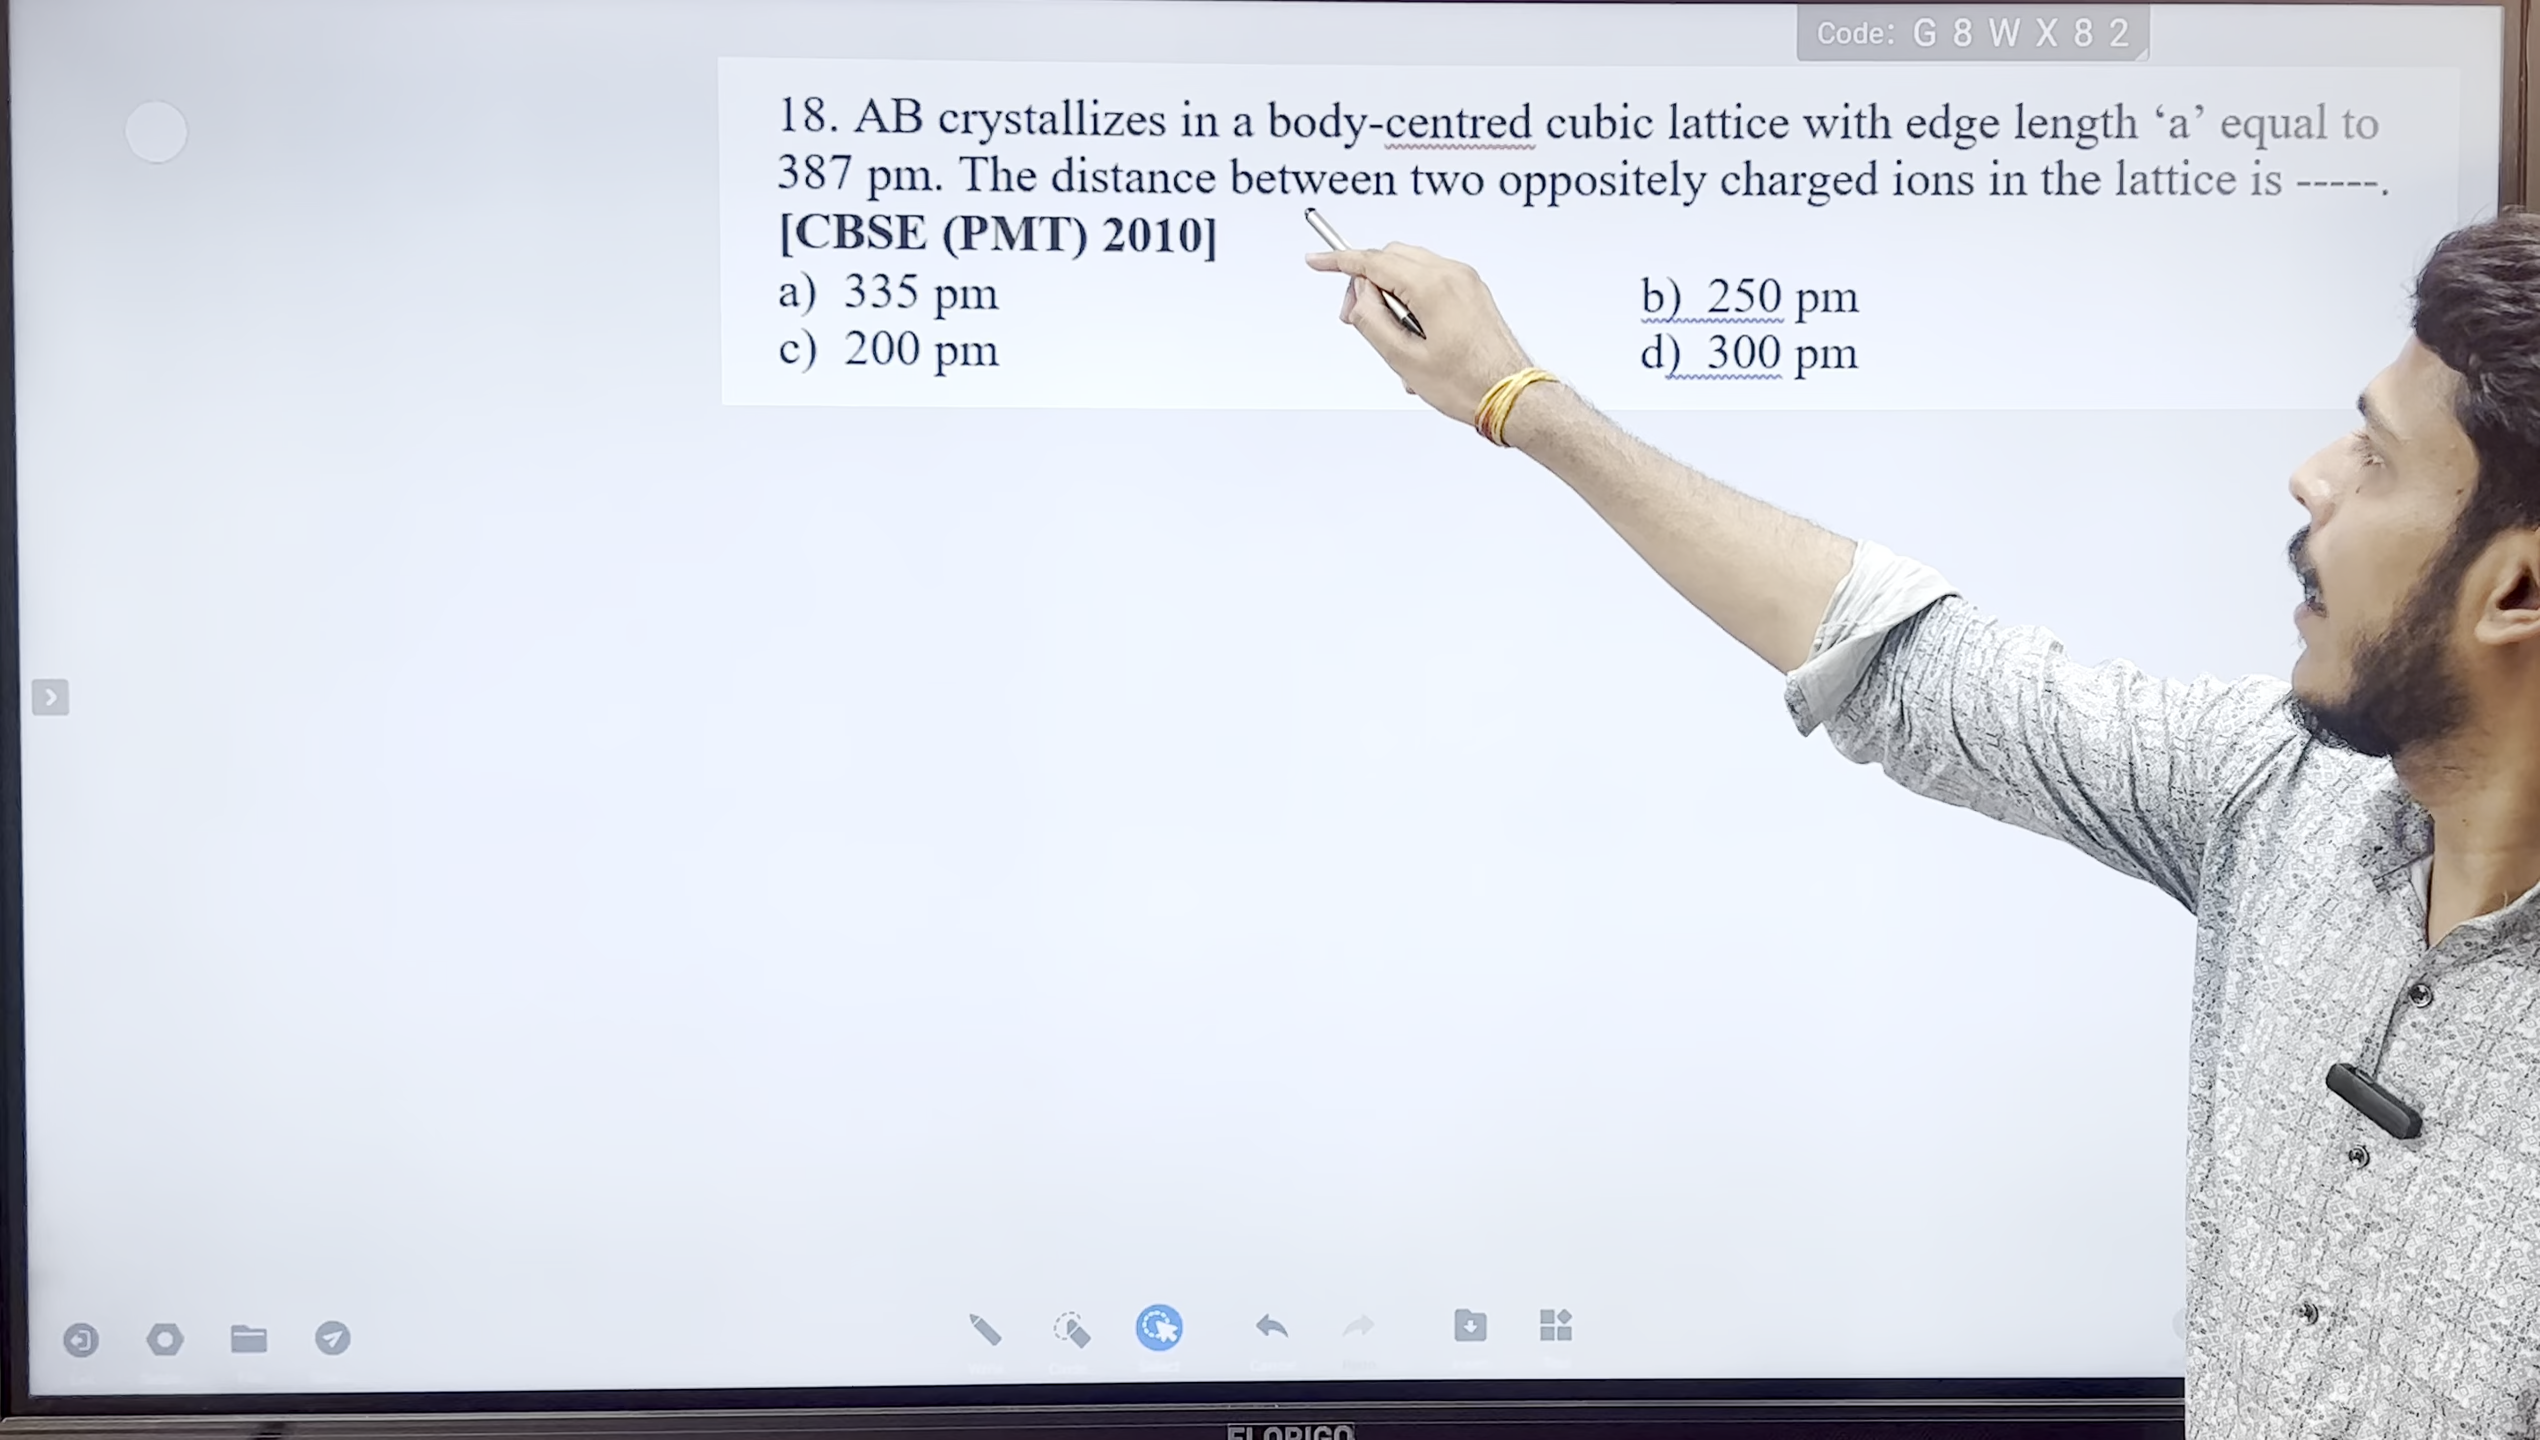 Code: G 8 W X 8 2
18. AB crystallizes in a body-centred cubic lattice with edge length ‘a’ equal to
387 pm. The distance between two oppositely charged ions in the lattice is -----.
[CBSE (PMT) 2010]
a) 335 pm
b) 250 pm
c) 200 pm
d) 300 pm